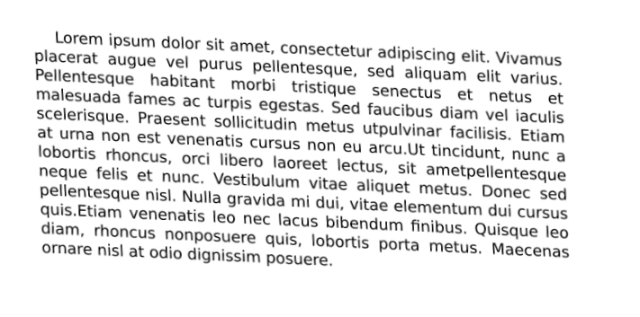 Lorem ipsum dolor sit amet, consectetur adipiscing elit. Vivamus
placerat augue vel purus pellentesque, sed aliquam elit varius.
Pellentesque habitant morbi tristique senectus et netus et
malesuada fames ac turpis egestas. Sed faucibus diam vel iaculis
scelerisque. Praesent sollicitudin metus utpulvinar facilisis. Etiam
at urna non est venenatis cursus non eu arcu.Ut tincidunt, nunc a
lobortis rhoncus, orci libero laoreet lectus, sit ametpellentesque
neque felis et nunc. Vestibulum vitae aliquet metus. Donec sed
pellentesque nisl. Nulla gravida mi dui, vitae elementum dui cursus
quis.Etiam venenatis leo nec lacus bibendum finibus. Quisque leo
diam, rhoncus nonposuere quis, lobortis porta metus. Maecenas
ornare nisl at odio dignissim posuere.